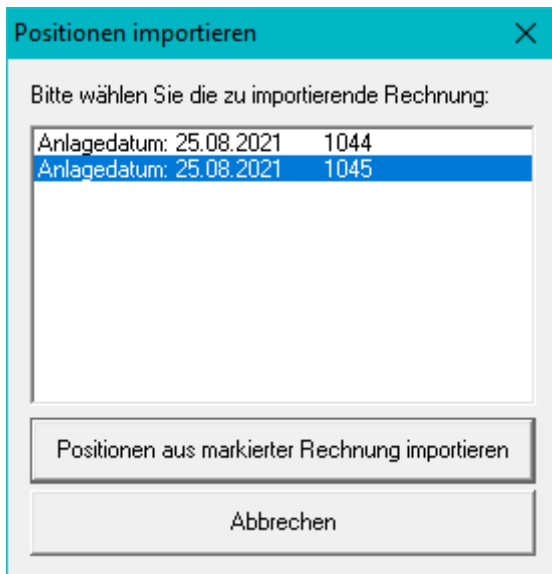 Positionen importieren
Bitte wählen Sie die zu importierende Rechnung:
Anlagedatum: 25.08.2021 1044
Anlagedatum: 25.08.2021 1045
Positionen aus markierter Rechnung importieren
Abbrechen